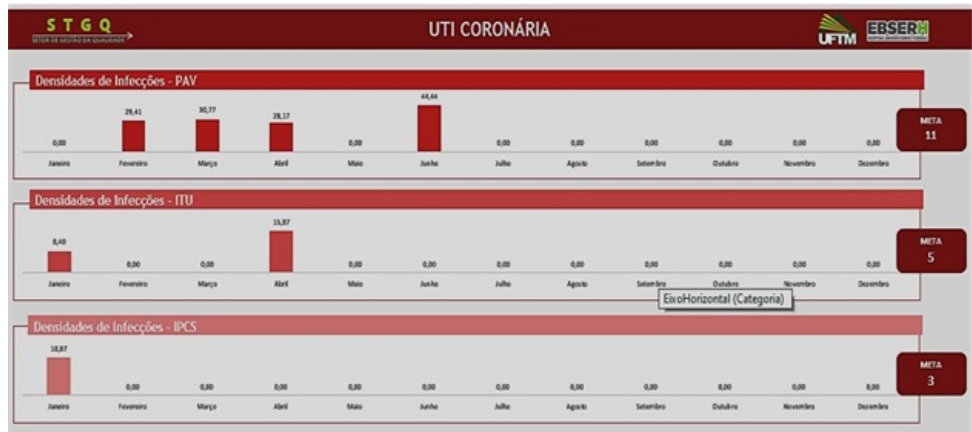 STGQ
SETOR DE GESTÃO DA QUALIDADE
UTI CORONÁRIA
UFTM
EBSERH
HOSPITAIS UNIVERSITÁRIOS FEDERAIS
Densidades de Infecções - PAV
0,00 29,41 30,77 28,17 0,00 44,44 0,00 0,00 0,00 0,00 0,00 0,00
Janeiro Fevereiro Março Abril Maio Junho Julho Agosto Setembro Outubro Novembro Dezembro
META
11
Densidades de Infecções - ITU
8,40 0,00 0,00 15,87 0,00 0,00 0,00 0,00 0,00 0,00 0,00 0,00
Janeiro Fevereiro Março Abril Maio Junho Julho Agosto Setembro Outubro Novembro Dezembro
META
5
EixoHorizontal (Categoria)
Densidades de Infecções - IPCS
10,87 0,00 0,00 0,00 0,00 0,00 0,00 0,00 0,00 0,00 0,00 0,00
Janeiro Fevereiro Março Abril Maio Junho Julho Agosto Setembro Outubro Novembro Dezembro
META
3